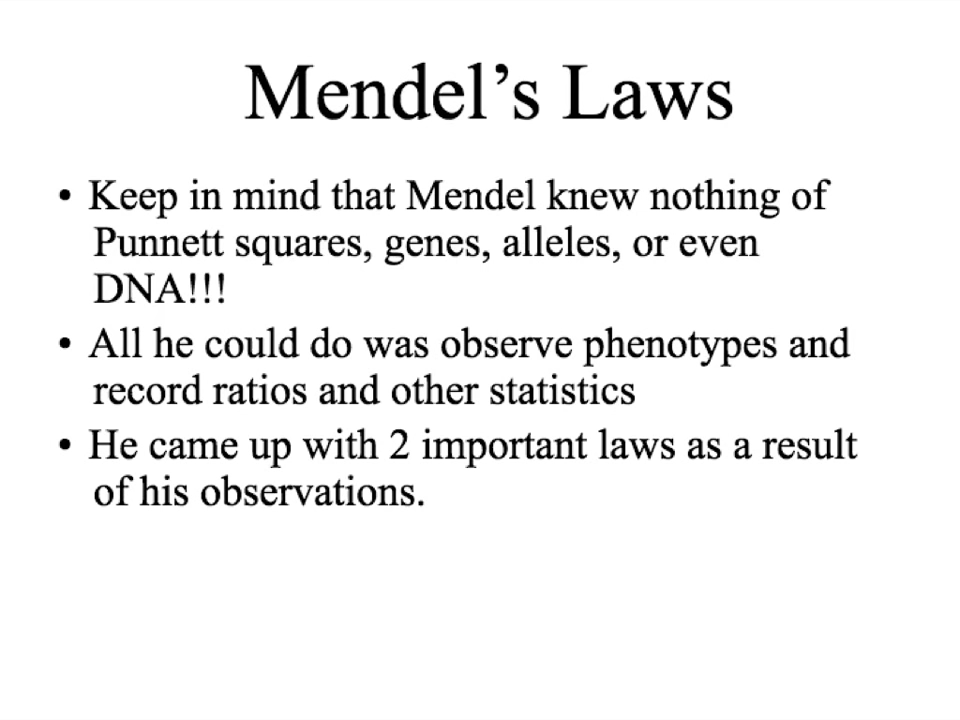 Mendel’s Laws
• Keep in mind that Mendel knew nothing of
Punnett squares, genes, alleles, or even
DNA!!!
• All he could do was observe phenotypes and
record ratios and other statistics
• He came up with 2 important laws as a result
of his observations.